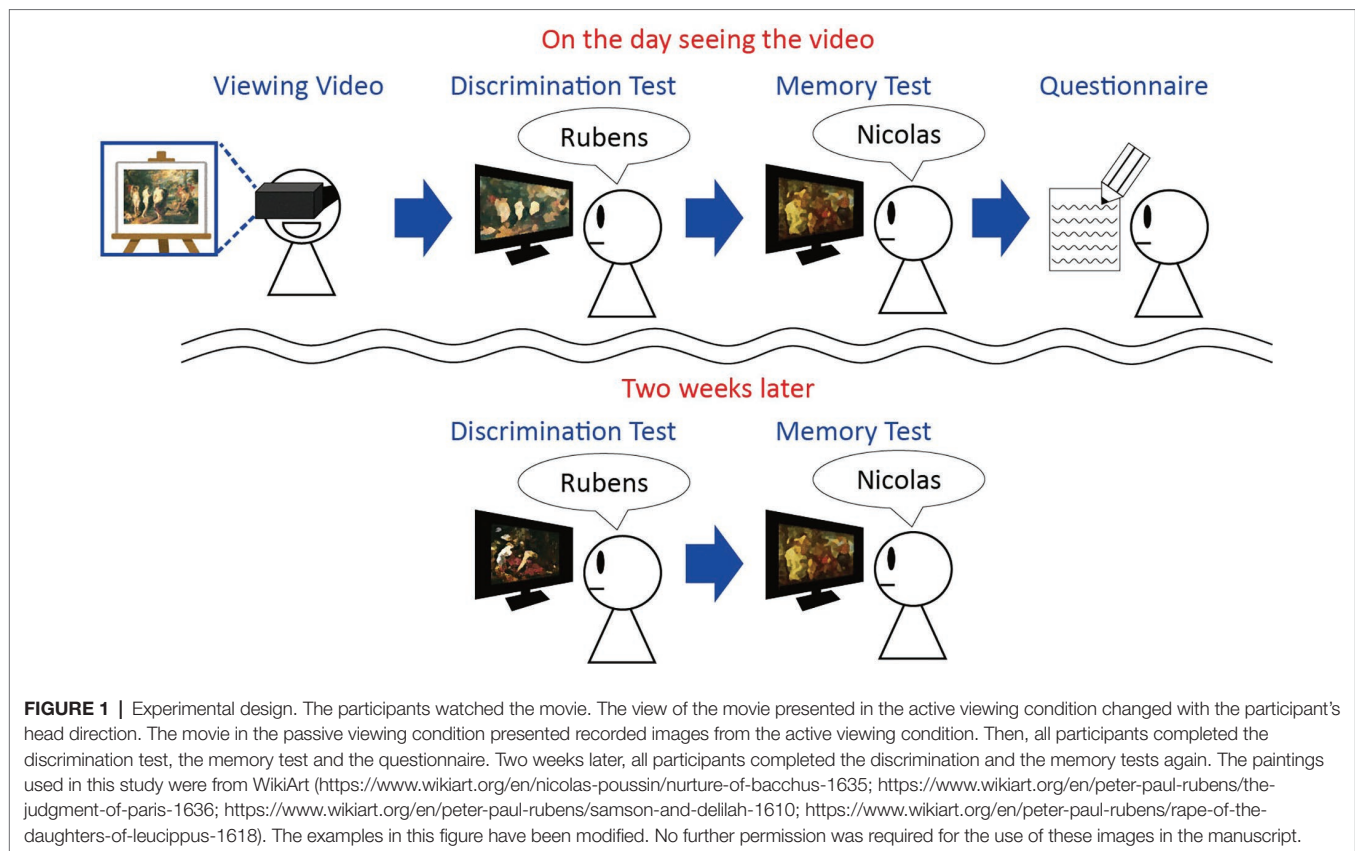 On the day seeing the video
Viewing Video
Discrimination Test
Memory Test
Questionnaire
Rubens
Nicolas
Two weeks later
Discrimination Test
Memory Test
Rubens
Nicolas
FIGURE 1 | Experimental design. The participants watched the movie. The view of the movie presented in the active viewing condition changed with the participant's
head direction. The movie in the passive viewing condition presented recorded images from the active viewing condition. Then, all participants completed the
discrimination test, the memory test and the questionnaire. Two weeks later, all participants completed the discrimination and the memory tests again. The paintings
used in this study were from WikiArt (https://www.wikiart.org/en/nicolas-poussin/nurture-of-bacchus-1635; https://www.wikiart.org/en/peter-paul-rubens/the-
judgment-of-paris-1636; https://www.wikiart.org/en/peter-paul-rubens/samson-and-delilah-1610; https://www.wikiart.org/en/peter-paul-rubens/rape-of-the-
daughters-of-leucippus-1618). The examples in this figure have been modified. No further permission was required for the use of these images in the manuscript.